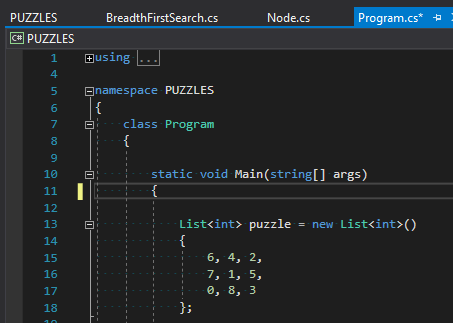 PUZZLES BreadthFirstSearch.cs Node.cs Program.cs*
C# PUZZLES
1 using ...
4
5 namespace PUZZLES
6 {
7 class Program
8 {
9
10 static void Main(string[] args)
11 {
12
13 List<int> puzzle = new List<int>()
14 {
15 6, 4, 2,
16 7, 1, 5,
17 0, 8, 3
18 };